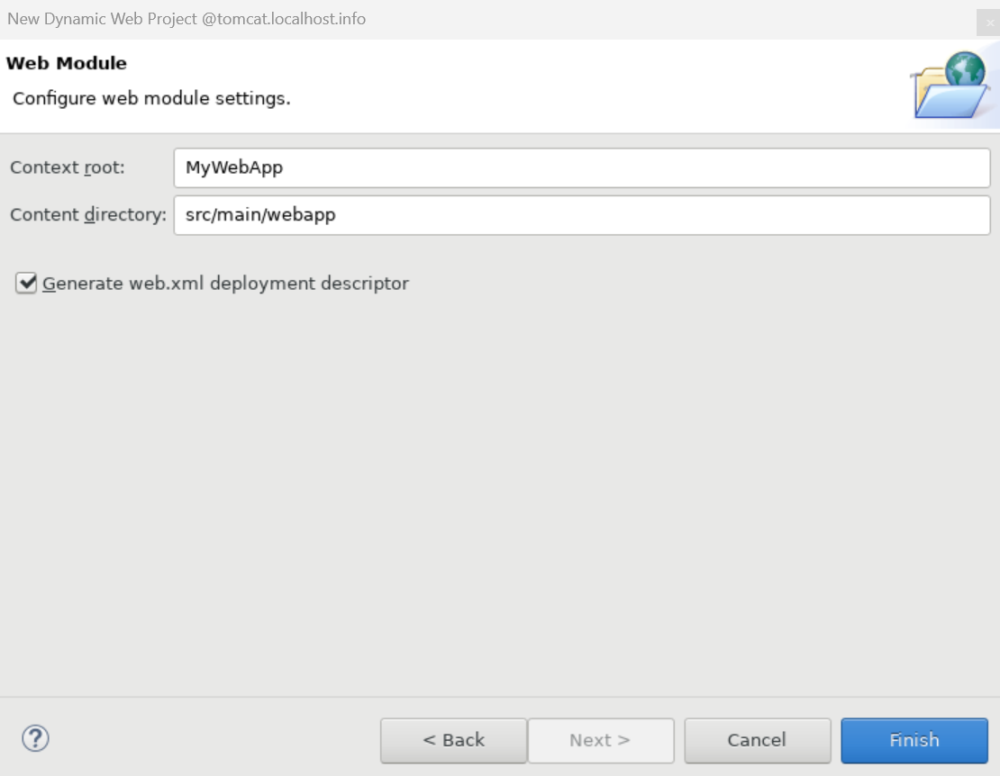 New Dynamic Web Project @tomcat.localhost.info
Web Module
Configure web module settings.
Context root: MyWebApp
Content directory: src/main/webapp
Generate web.xml deployment descriptor
? < Back Next > Cancel Finish